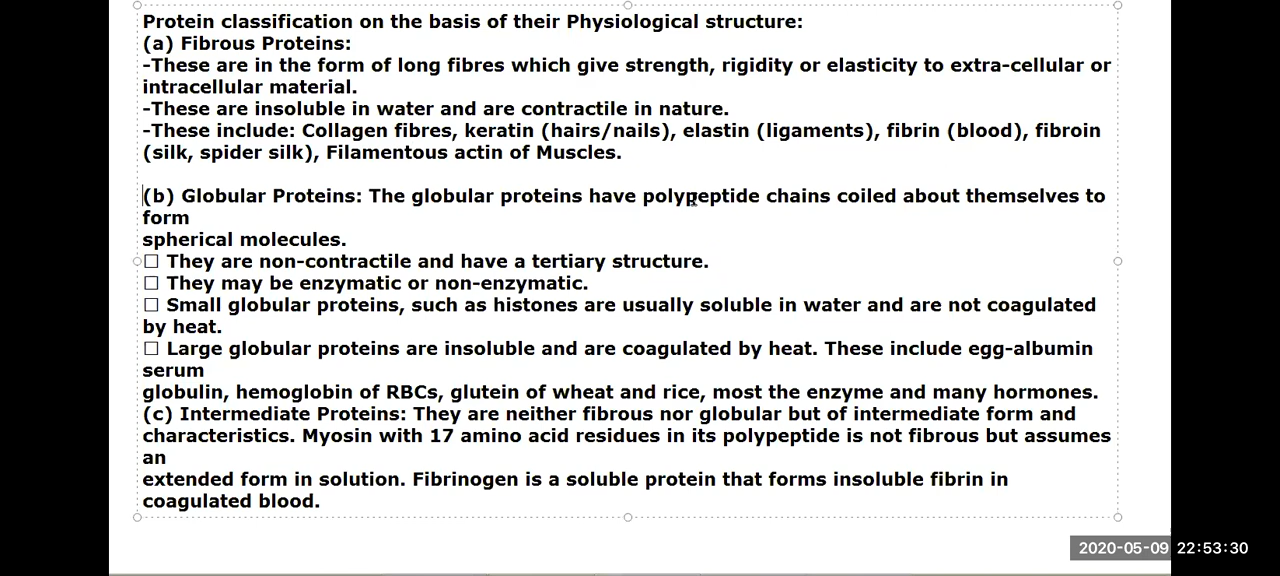 Protein classification on the basis of their Physiological structure:
(a) Fibrous Proteins:
-These are in the form of long fibres which give strength, rigidity or elasticity to extra-cellular or
intracellular material.
-These are insoluble in water and are contractile in nature.
-These include: Collagen fibres, keratin (hairs/nails), elastin (ligaments), fibrin (blood), fibroin
(silk, spider silk), Filamentous actin of Muscles.
(b) Globular Proteins: The globular proteins have polypeptide chains coiled about themselves to
form
spherical molecules.
☐ They are non-contractile and have a tertiary structure.
☐ They may be enzymatic or non-enzymatic.
☐ Small globular proteins, such as histones are usually soluble in water and are not coagulated
by heat.
☐ Large globular proteins are insoluble and are coagulated by heat. These include egg-albumin
serum
globulin, hemoglobin of RBCs, glutein of wheat and rice, most the enzyme and many hormones.
(c) Intermediate Proteins: They are neither fibrous nor globular but of intermediate form and
characteristics. Myosin with 17 amino acid residues in its polypeptide is not fibrous but assumes
an
extended form in solution. Fibrinogen is a soluble protein that forms insoluble fibrin in
coagulated blood.
2020-05-09 22:53:30